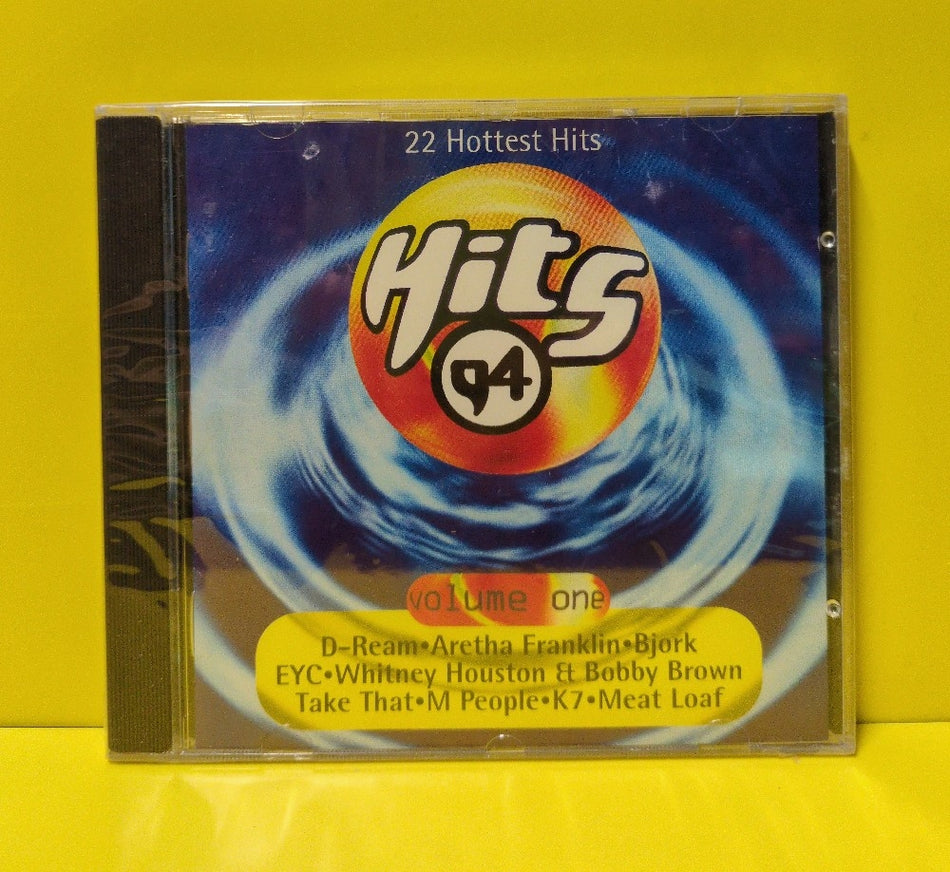 22 Hottest Hits
Hits
94
volume one
D-Ream•Aretha Franklin•Bjork
EYC•Whitney Houston & Bobby Brown
Take That•M People•K7•Meat Loaf